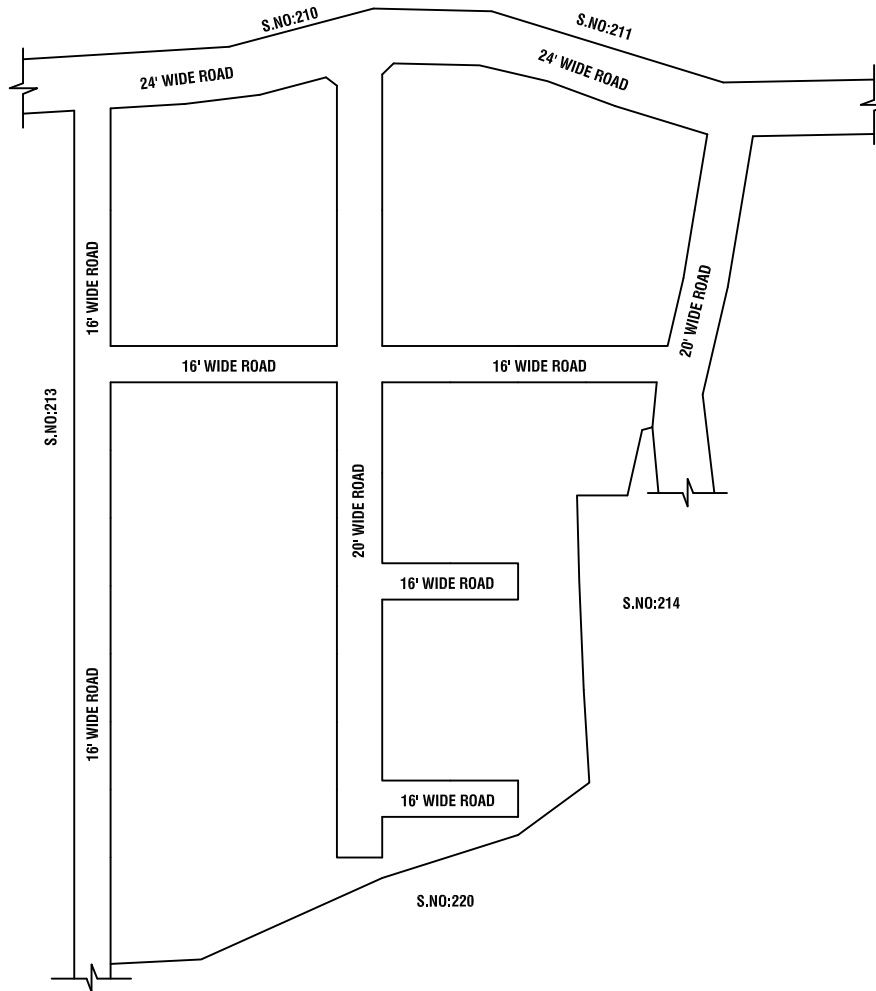 S.NO:210
S.NO:211
24' WIDE ROAD
24' WIDE ROAD
16' WIDE ROAD
20' WIDE ROAD
16' WIDE ROAD
16' WIDE ROAD
S.NO:213
20' WIDE ROAD
16' WIDE ROAD
S.NO:214
16' WIDE ROAD
16' WIDE ROAD
S.NO:220